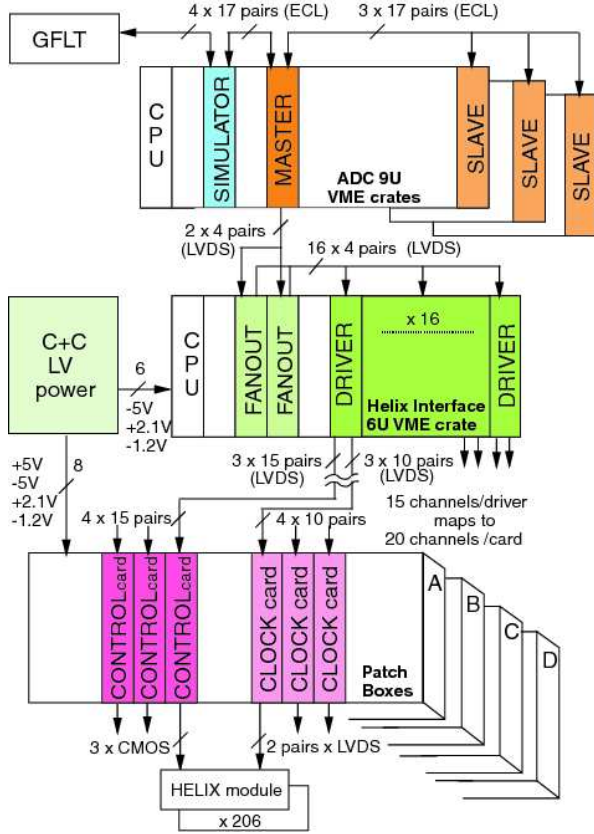 4 x 17 pairs (ECL)
3 x 17 pairs (ECL)
GFLT
CPU
SIMULATOR
MASTER
SLAVE
SLAVE
SLAVE
ADC 9U
VME crates
2 x 4 pairs
(LVDS)
16 x 4 pairs (LVDS)
C+C
LV
power
6
-5V
+2.1V
-1.2V
CPU
FANOUT
FANOUT
DRIVER
x 16
DRIVER
Helix Interface
6U VME crate
+5V
-5V
+2.1V
-1.2V
8
3 x 15 pairs
(LVDS)
3 x 10 pairs
(LVDS)
15 channels/driver
maps to
20 channels /card
4 x 15 pairs
4 x 10 pairs
CONTROL card
CONTROL card
CONTROL card
CLOCK card
CLOCK card
CLOCK card
Patch
Boxes
A
B
C
D
3 x CMOS
2 pairs x LVDS
HELIX module
x 206